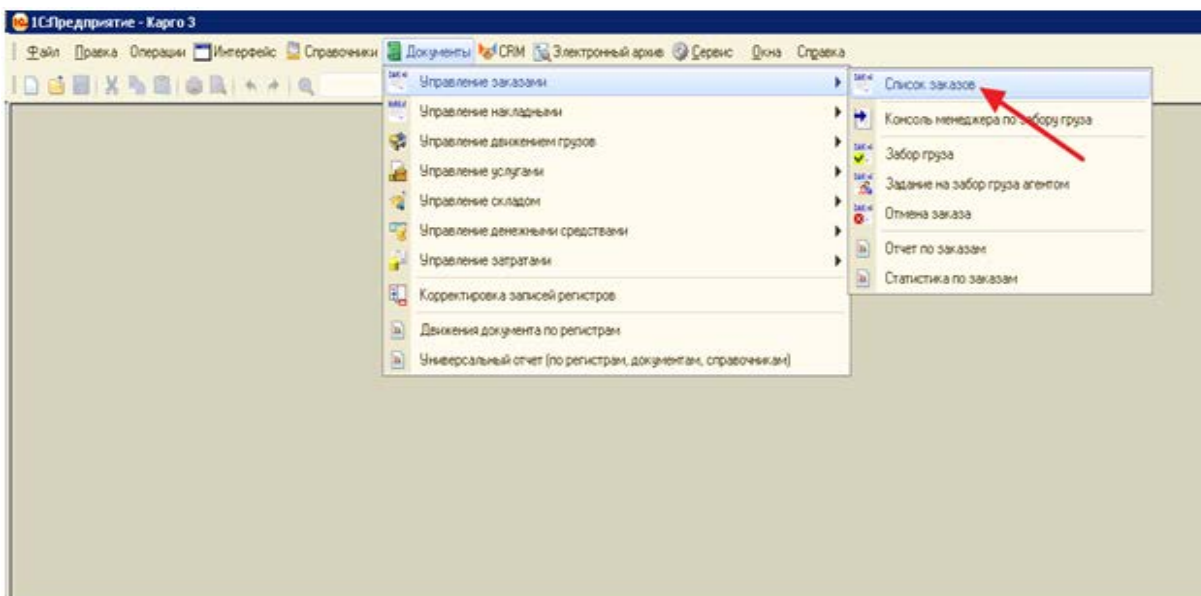 1С:Предприятие - Карго 3
Файл Правка Операции Интерфейс Справочники Документы CRM Электронный архив Сервис Окна Справка
Управление заказами
Управление накладными
Управление движением грузов
Управление услугами
Управление складом
Управление денежными средствами
Управление затратами
Корректировка записей регистров
Движения документа по регистрам
Универсальный отчет (по регистрам, документам, справочникам)
Список заказов
Консоль менеджера по забору груза
Забор груза
Задание на забор груза агентом
Отмена заказа
Отчет по заказам
Статистика по заказам